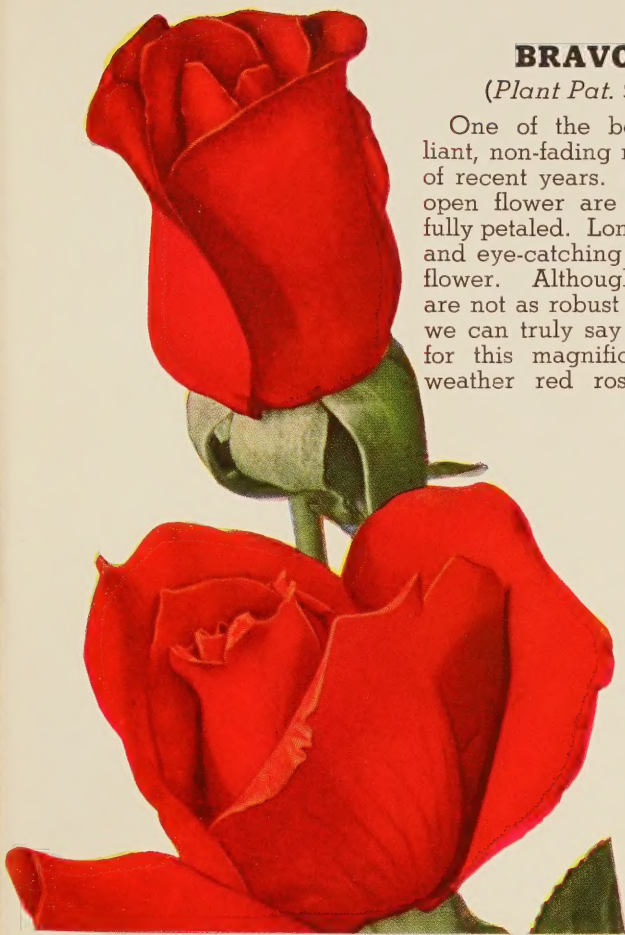 BRAVO
(Plant Pat.
One of the b
liant, non-fading
of recent years.
open flower are
fully petaled. Lon
and eye-catching
flower. Although
are not as robust
we can truly say
for this magnific
weather red ros